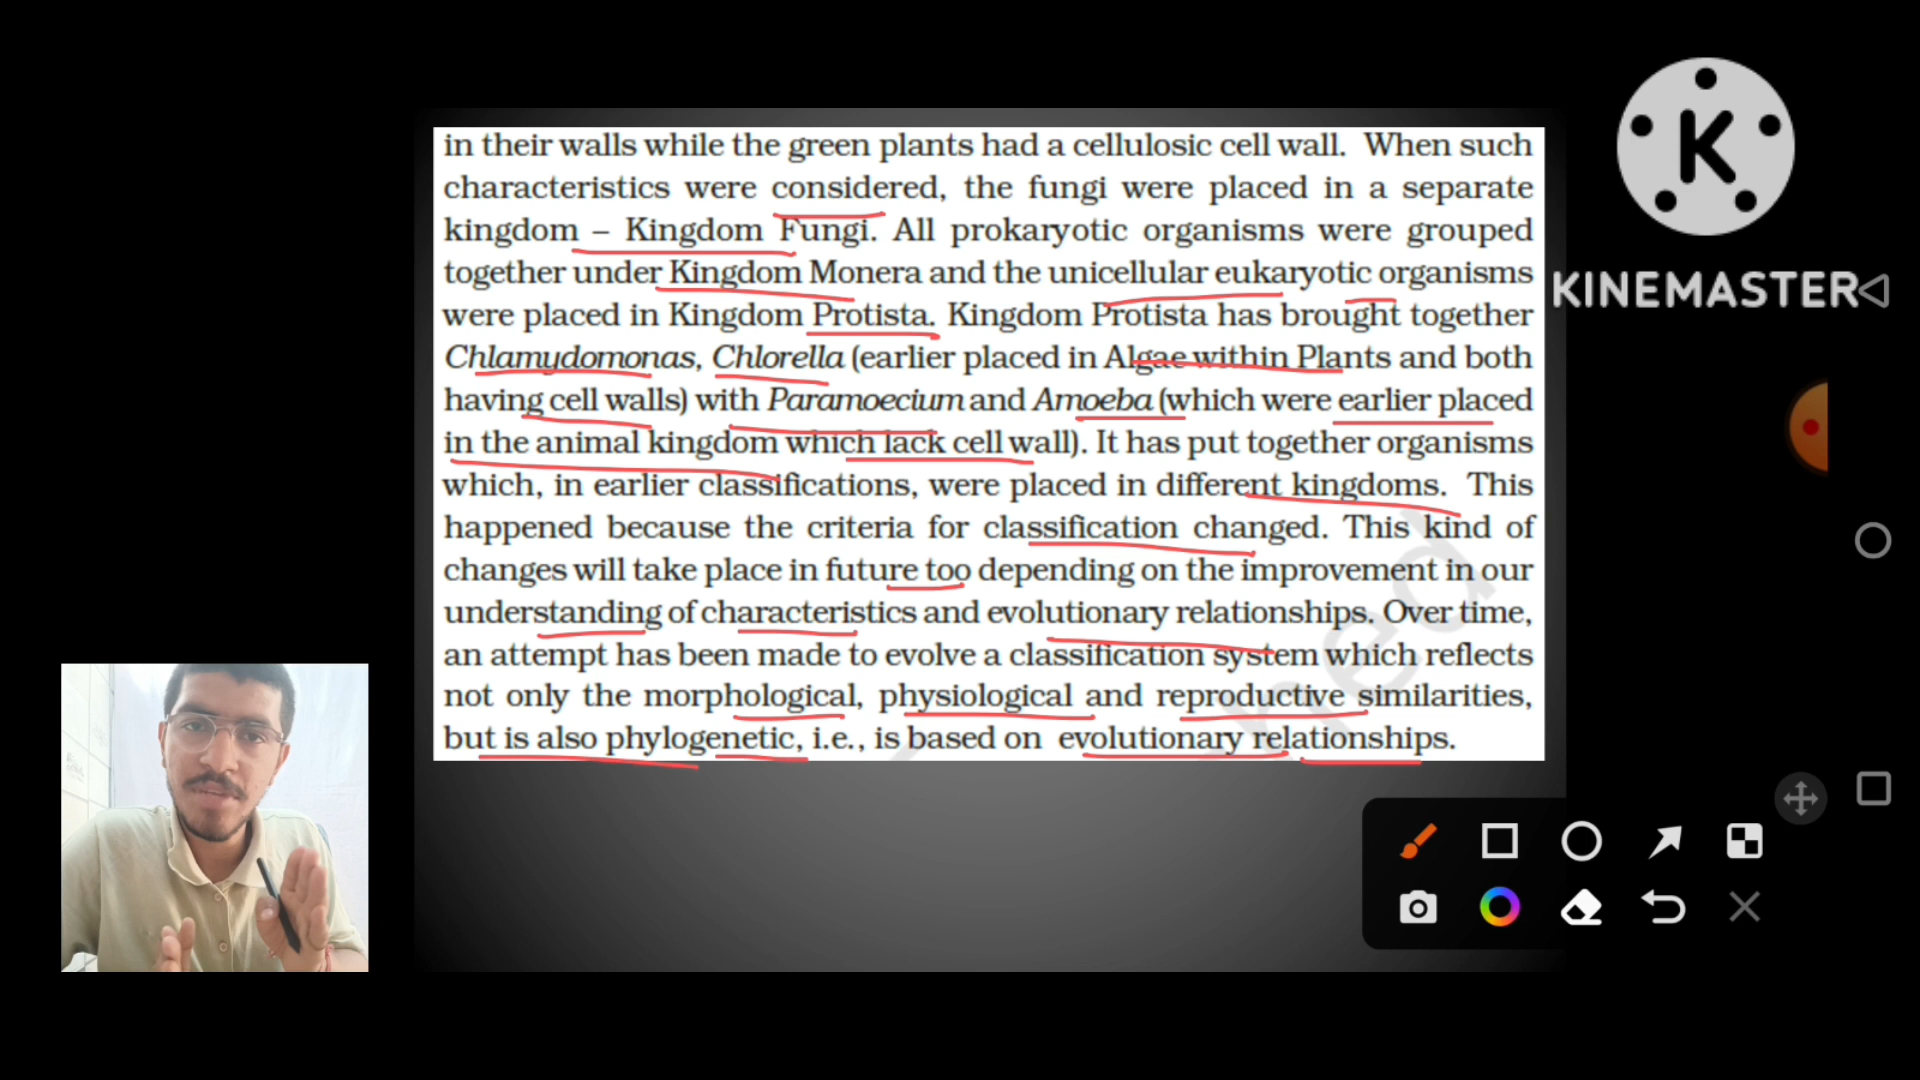 in their walls while the green plants had a cellulosic cell wall. When such
characteristics were considered, the fungi were placed in a separate
kingdom – Kingdom Fungi. All prokaryotic organisms were grouped
together under Kingdom Monera and the unicellular eukaryotic organisms
were placed in Kingdom Protista. Kingdom Protista has brought together
Chlamydomonas, Chlorella (earlier placed in Algae within Plants and both
having cell walls) with Paramoecium and Amoeba (which were earlier placed
in the animal kingdom which lack cell wall). It has put together organisms
which, in earlier classifications, were placed in different kingdoms. This
happened because the criteria for classification changed. This kind of
changes will take place in future too depending on the improvement in our
understanding of characteristics and evolutionary relationships. Over time,
an attempt has been made to evolve a classification system which reflects
not only the morphological, physiological and reproductive similarities,
but is also phylogenetic, i.e., is based on evolutionary relationships.
K
KINEMASTER